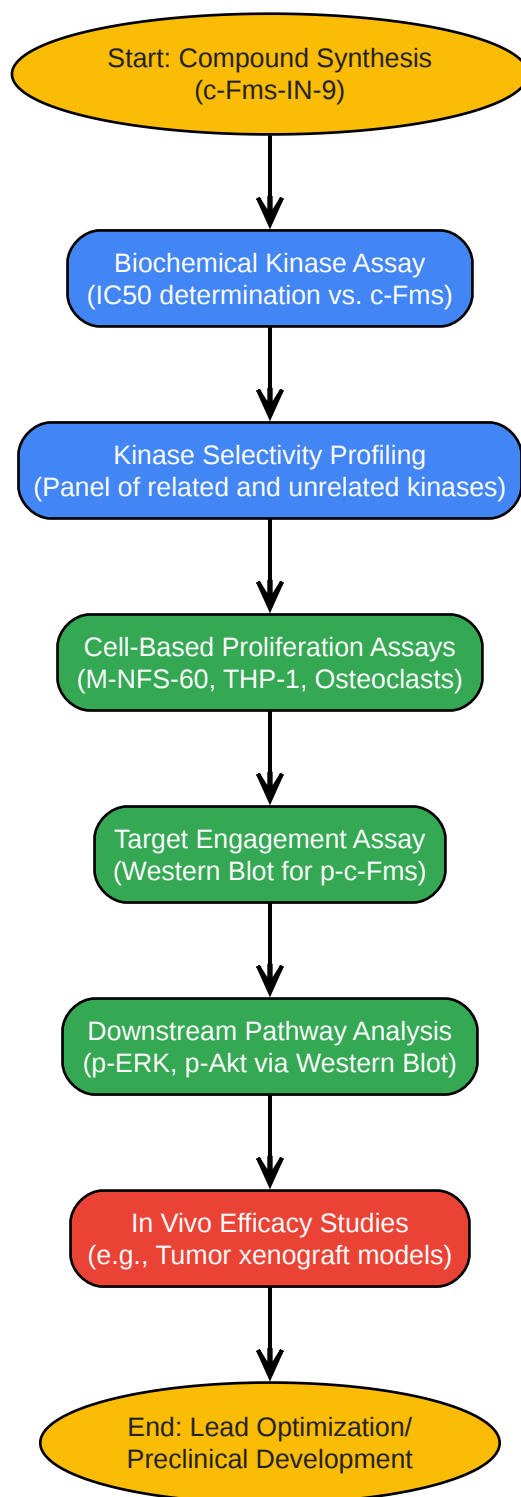 Start: Compound Synthesis
(c-Fms-IN-9)
Biochemical Kinase Assay
(IC50 determination vs. c-Fms)
Kinase Selectivity Profiling
(Panel of related and unrelated kinases)
Cell-Based Proliferation Assays
(M-NFS-60, THP-1, Osteoclasts)
Target Engagement Assay
(Western Blot for p-c-Fms)
Downstream Pathway Analysis
(p-ERK, p-Akt via Western Blot)
In Vivo Efficacy Studies
(e.g., Tumor xenograft models)
End: Lead Optimization/
Preclinical Development